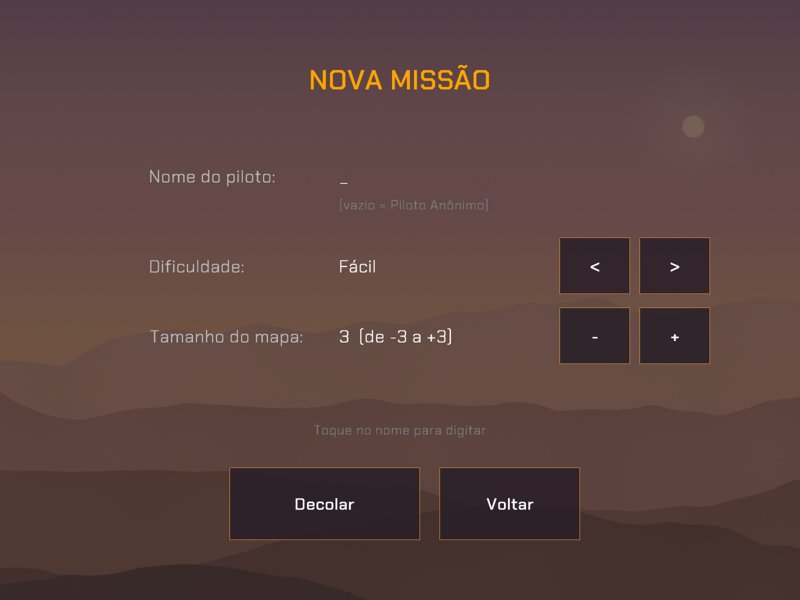 NOVA MISSÃO
Nome do piloto: _
(vazio = Piloto Anônimo)
Dificuldade: Fácil < >
Tamanho do mapa: 3 (de -3 a +3) - +
Toque no nome para digitar
Decolar Voltar